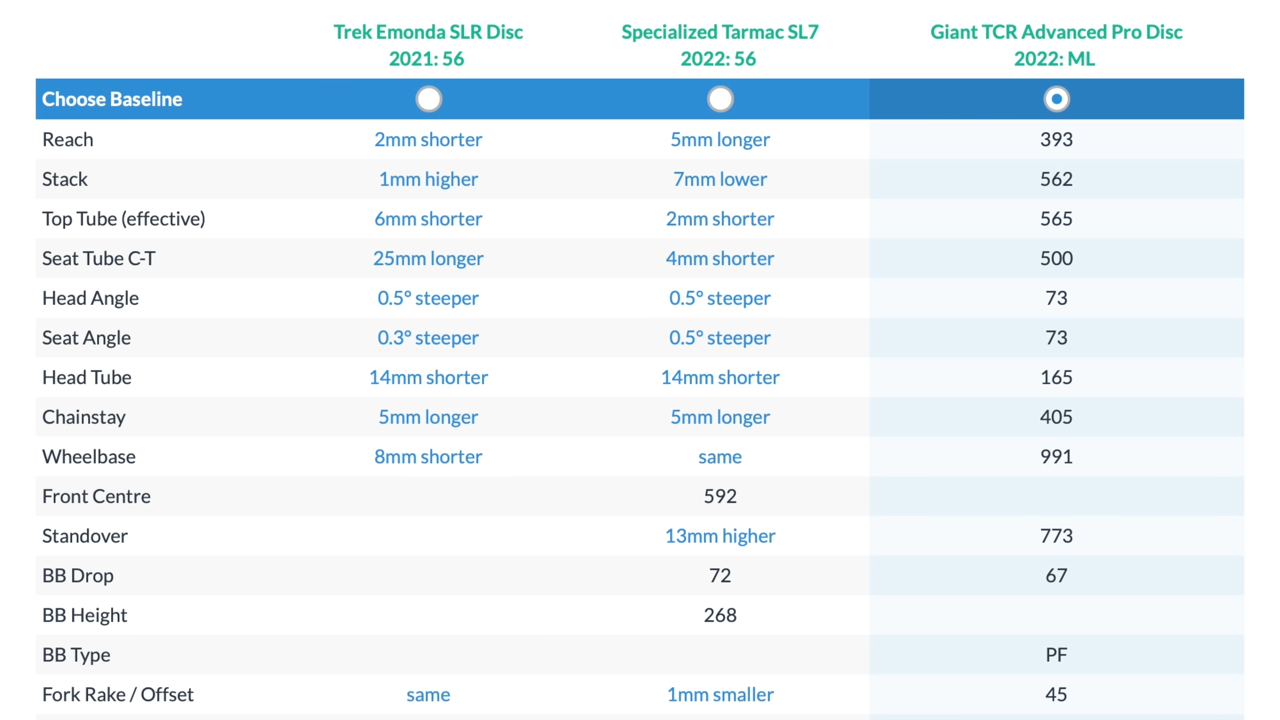 Trek Emonda SLR Disc Specialized Tarmac SL7 Giant TCR Advanced Pro Disc
2021: 56 2022: 56 2022: ML
Choose Baseline
Reach 2mm shorter 5mm longer 393
Stack 1mm higher 7mm lower 562
Top Tube (effective) 6mm shorter 2mm shorter 565
Seat Tube C-T 25mm longer 4mm shorter 500
Head Angle 0.5° steeper 0.5° steeper 73
Seat Angle 0.3° steeper 0.5° steeper 73
Head Tube 14mm shorter 14mm shorter 165
Chainstay 5mm longer 5mm longer 405
Wheelbase 8mm shorter same 991
Front Centre 592
Standover 13mm higher 773
BB Drop 72 67
BB Height 268
BB Type PF
Fork Rake / Offset same 1mm smaller 45